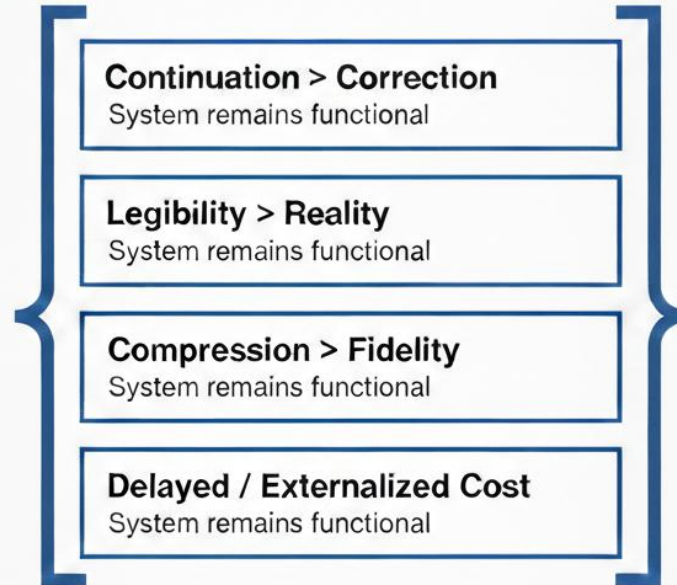 Continuation > Correction
System remains functional
Legibility > Reality
System remains functional
Compression > Fidelity
System remains functional
Delayed / Externalized Cost
System remains functional